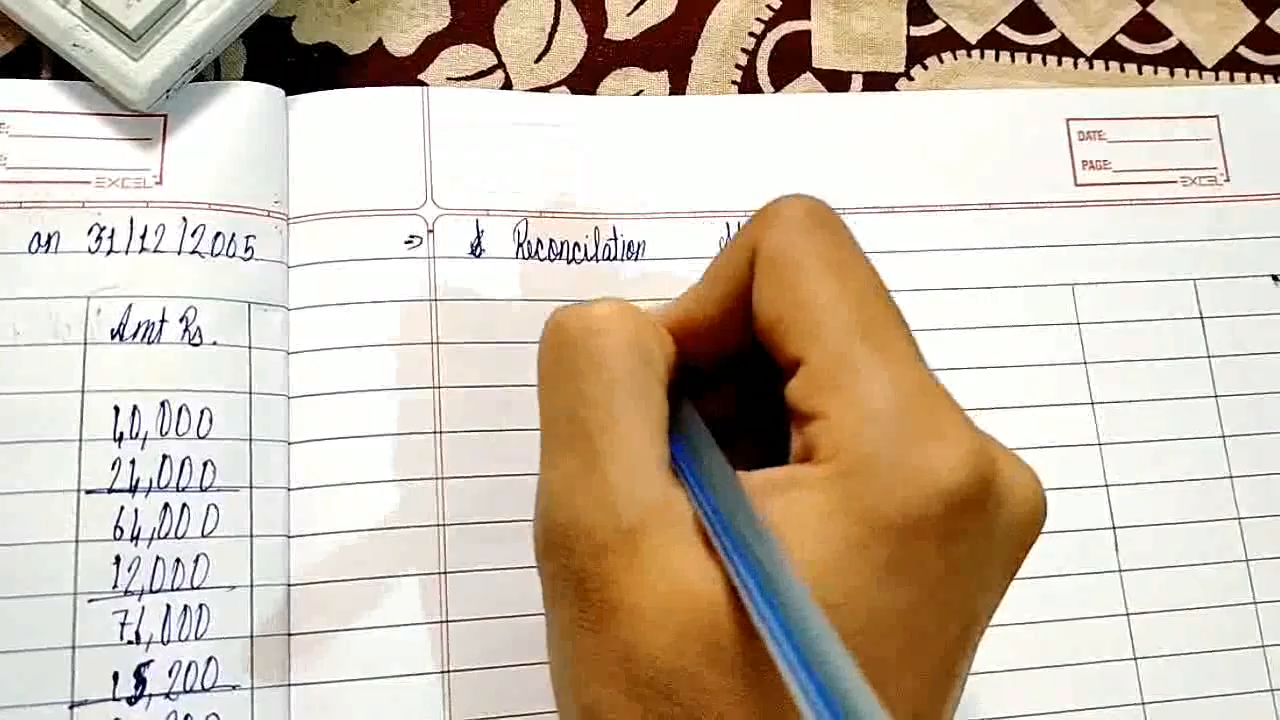 on 31/12/2005
Amt Rs.
40,000
24,000
64,000
12,000
76,000
15,200
EXCEL
⇒ Reconcilation
DATE:
PAGE:
EXCEL